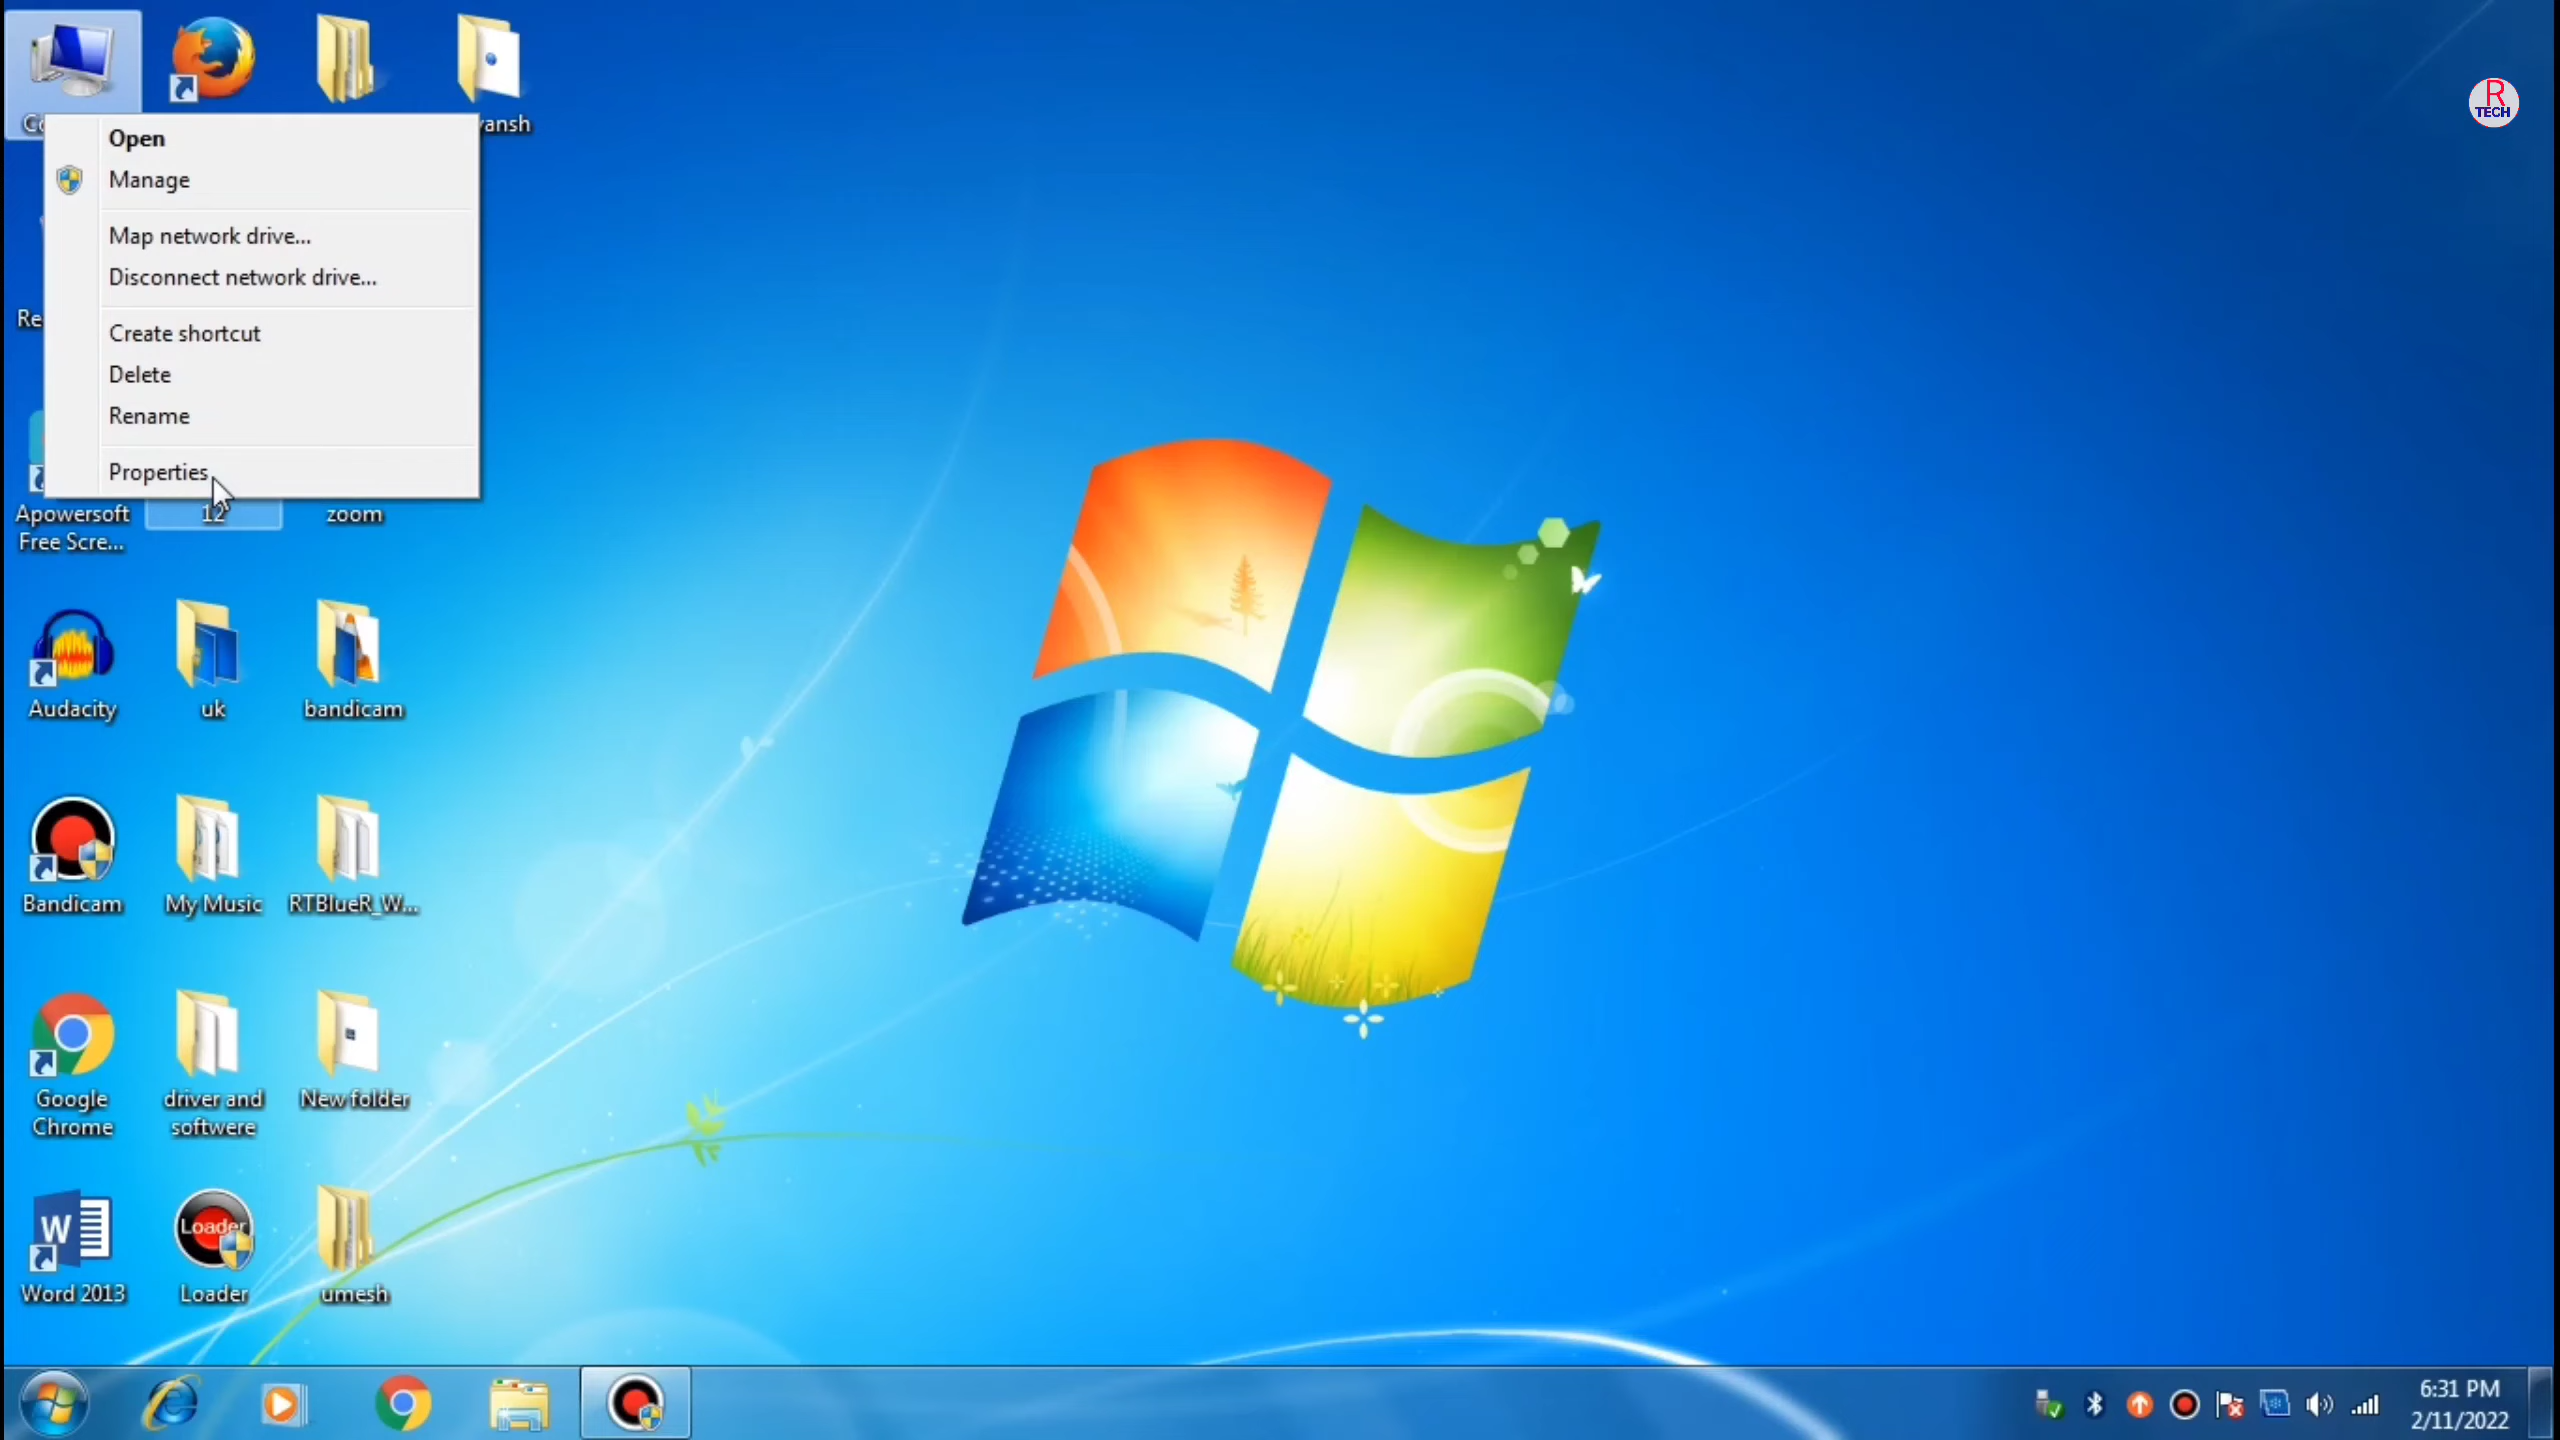 R
TECH
vansh
Open
Manage
Map network drive...
Disconnect network drive...
Re
Create shortcut
Delete
Rename
Properties
Apowersoft
Free Scre...
12
zoom
Audacity
uk
bandicam
Bandicam
My Music
RTBlueR_W...
Google
Chrome
driver and
softwere
New folder
W
Loader
Word 2013
Loader
umesh
6:31 PM
2/11/2022